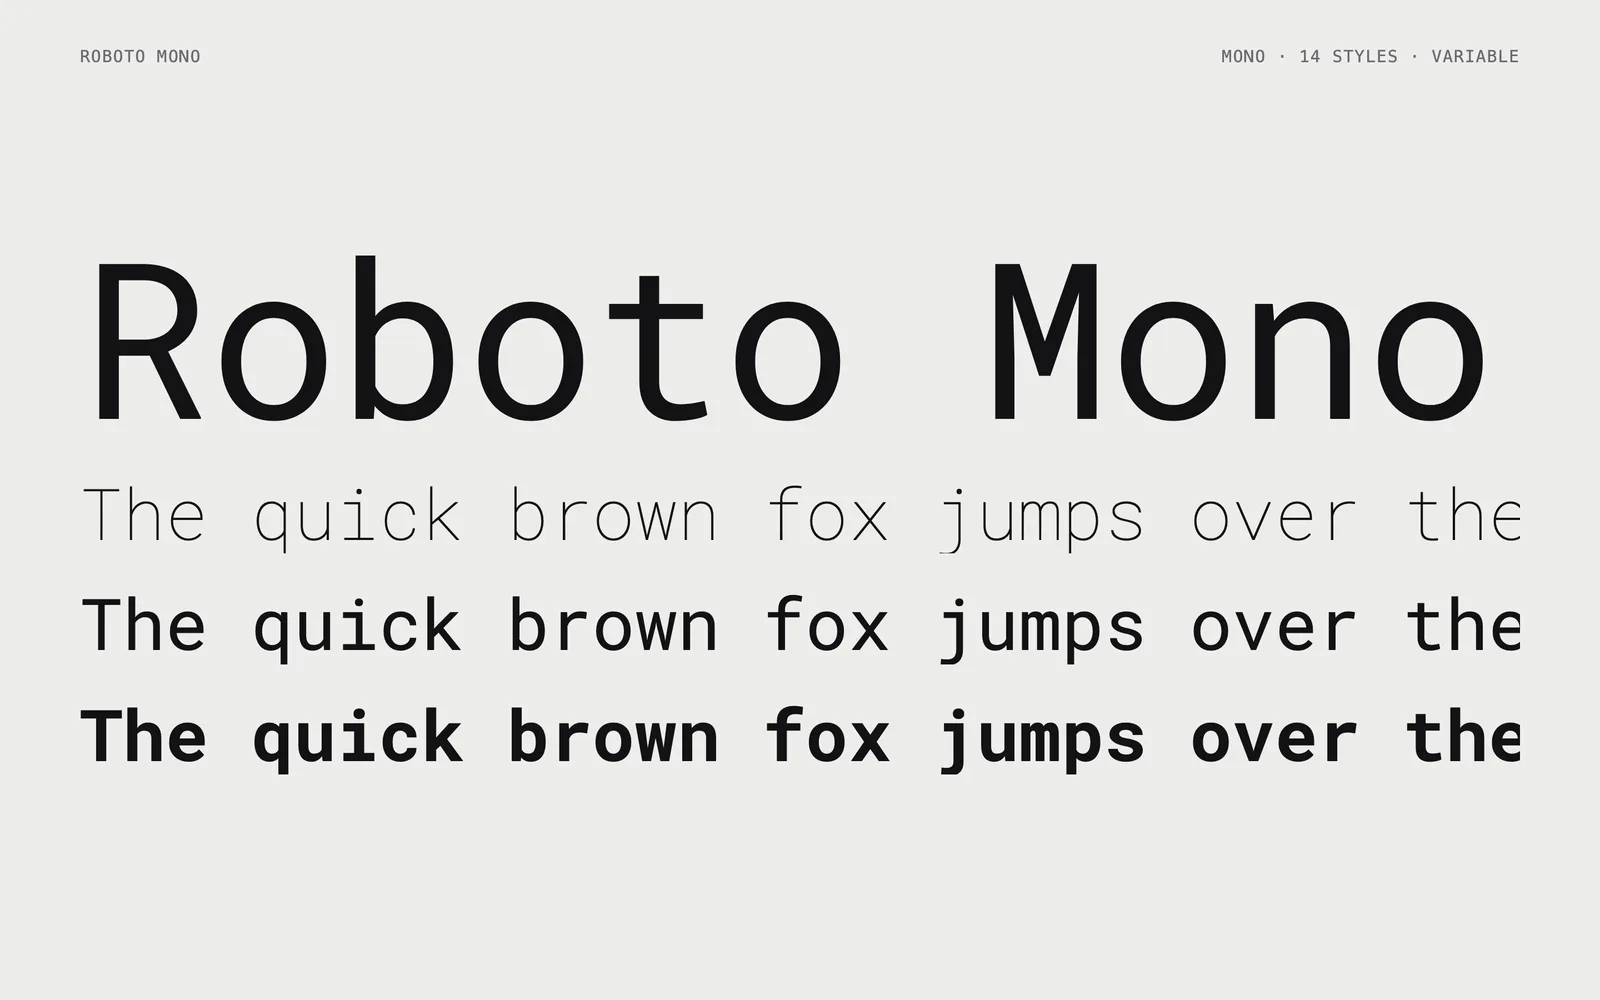 ROBOTO MONO
MONO · 14 STYLES · VARIABLE
Roboto Mono
The quick brown fox jumps over the
The quick brown fox jumps over the
The quick brown fox jumps over the